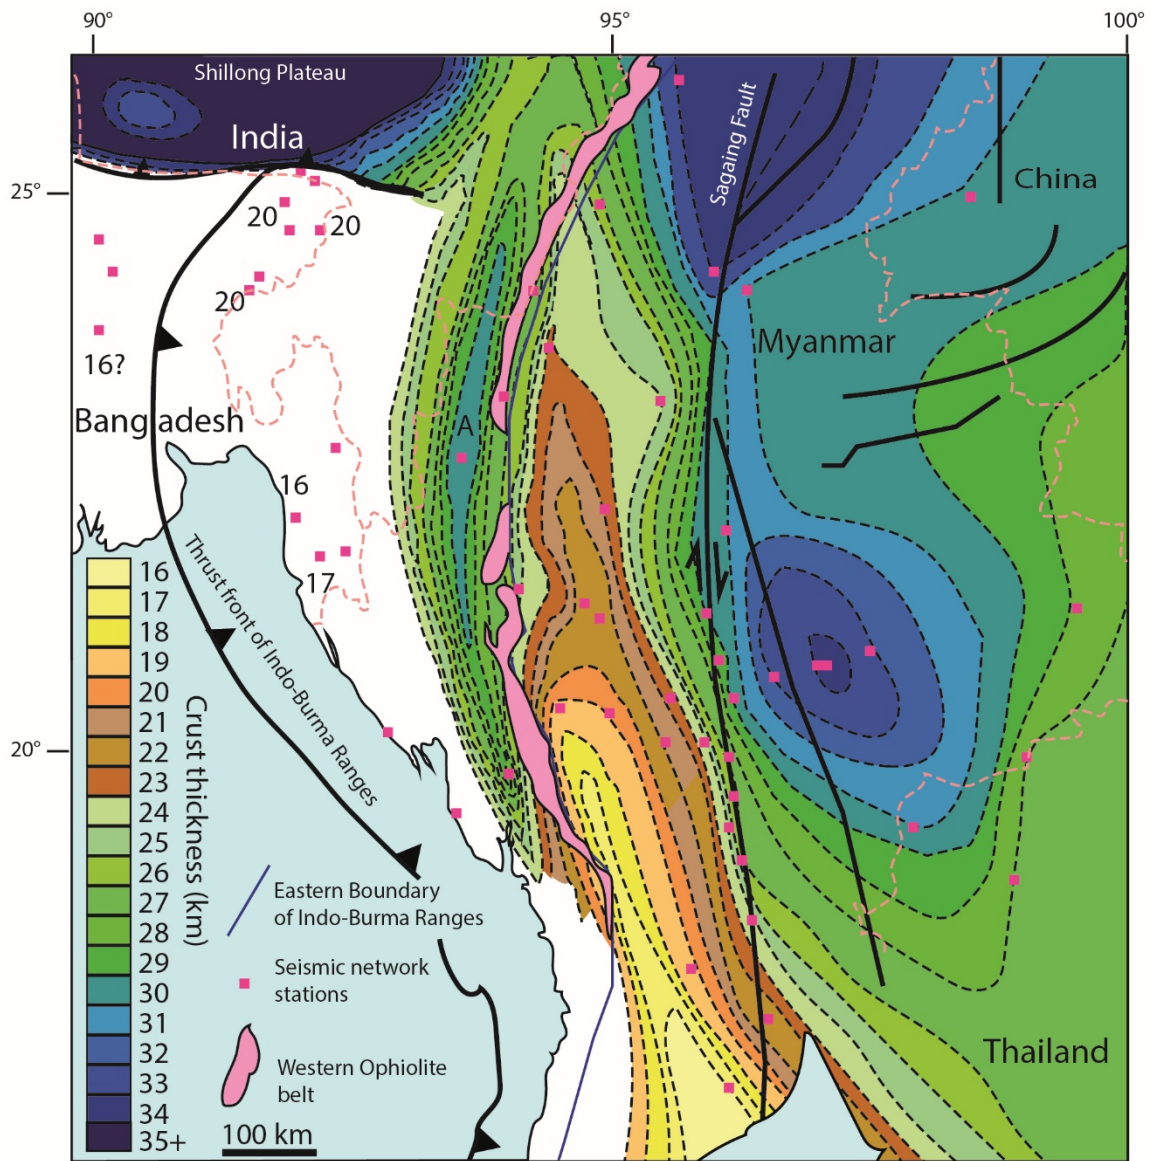 90°
95°
100°
Shillong Plateau
India
Sagaing Fault
25°
China
20
20
20
16?
Myanmar
Bangladesh
A
16
17
Thrust front of Indo-Burma Ranges
20°
Crust thickness (km)
16
17
18
19
20
21
22
23
24
25
26
27
28
29
30
31
32
33
34
35+
Eastern Boundary
of Indo-Burma Ranges
Seismic network
stations
Western Ophiolite
belt
100 km
Thailand